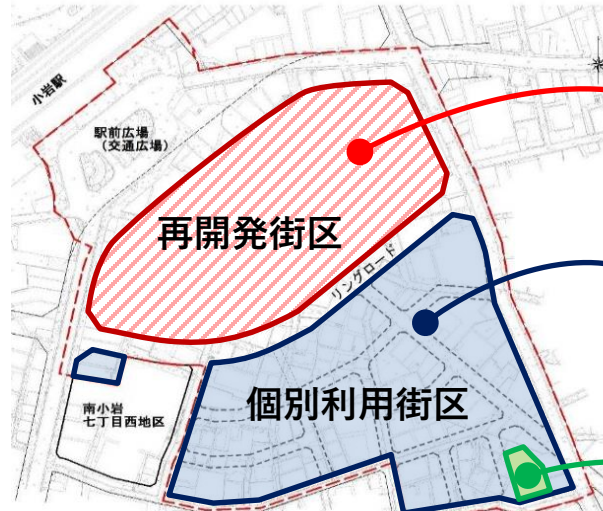 小岩駅
駅前広場
（交通広場）
再開発街区
リングロード
個別利用街区
南小岩
七丁目西地区